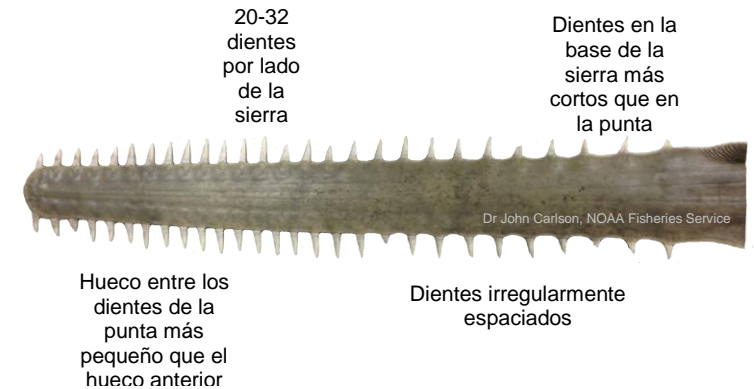 20-32
dientes
por lado
de la
sierra
Dientes en la
base de la
sierra más
cortos que en
la punta
Dr John Carlson, NOAA Fisheries Service
Hueco entre los
dientes de la
punta más
pequeño que el
hueco anterior
Dientes irregularmente
espaciados